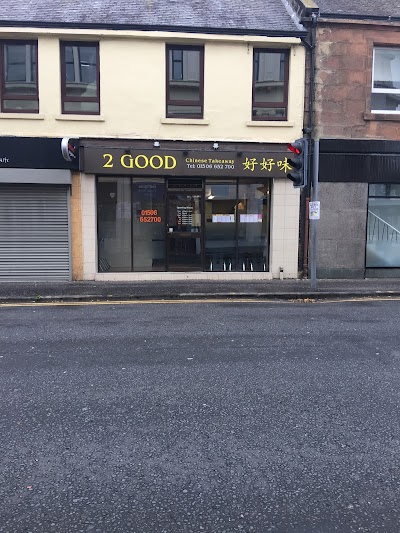 2 GOOD
Chinese Takeaway
Tel: 01506 652 700
好好味
01506
652700